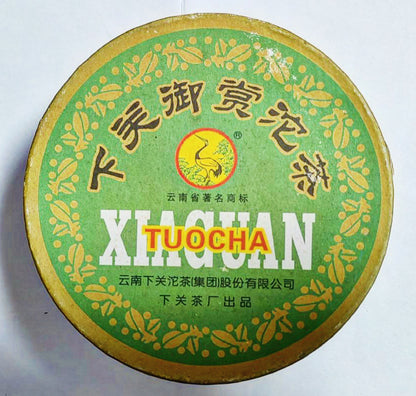 下关御赏沱茶
®
云南省著名商标
XIAGUAN
TUOCHA
云南下关沱茶(集团)股份有限公司
下关茶厂出品